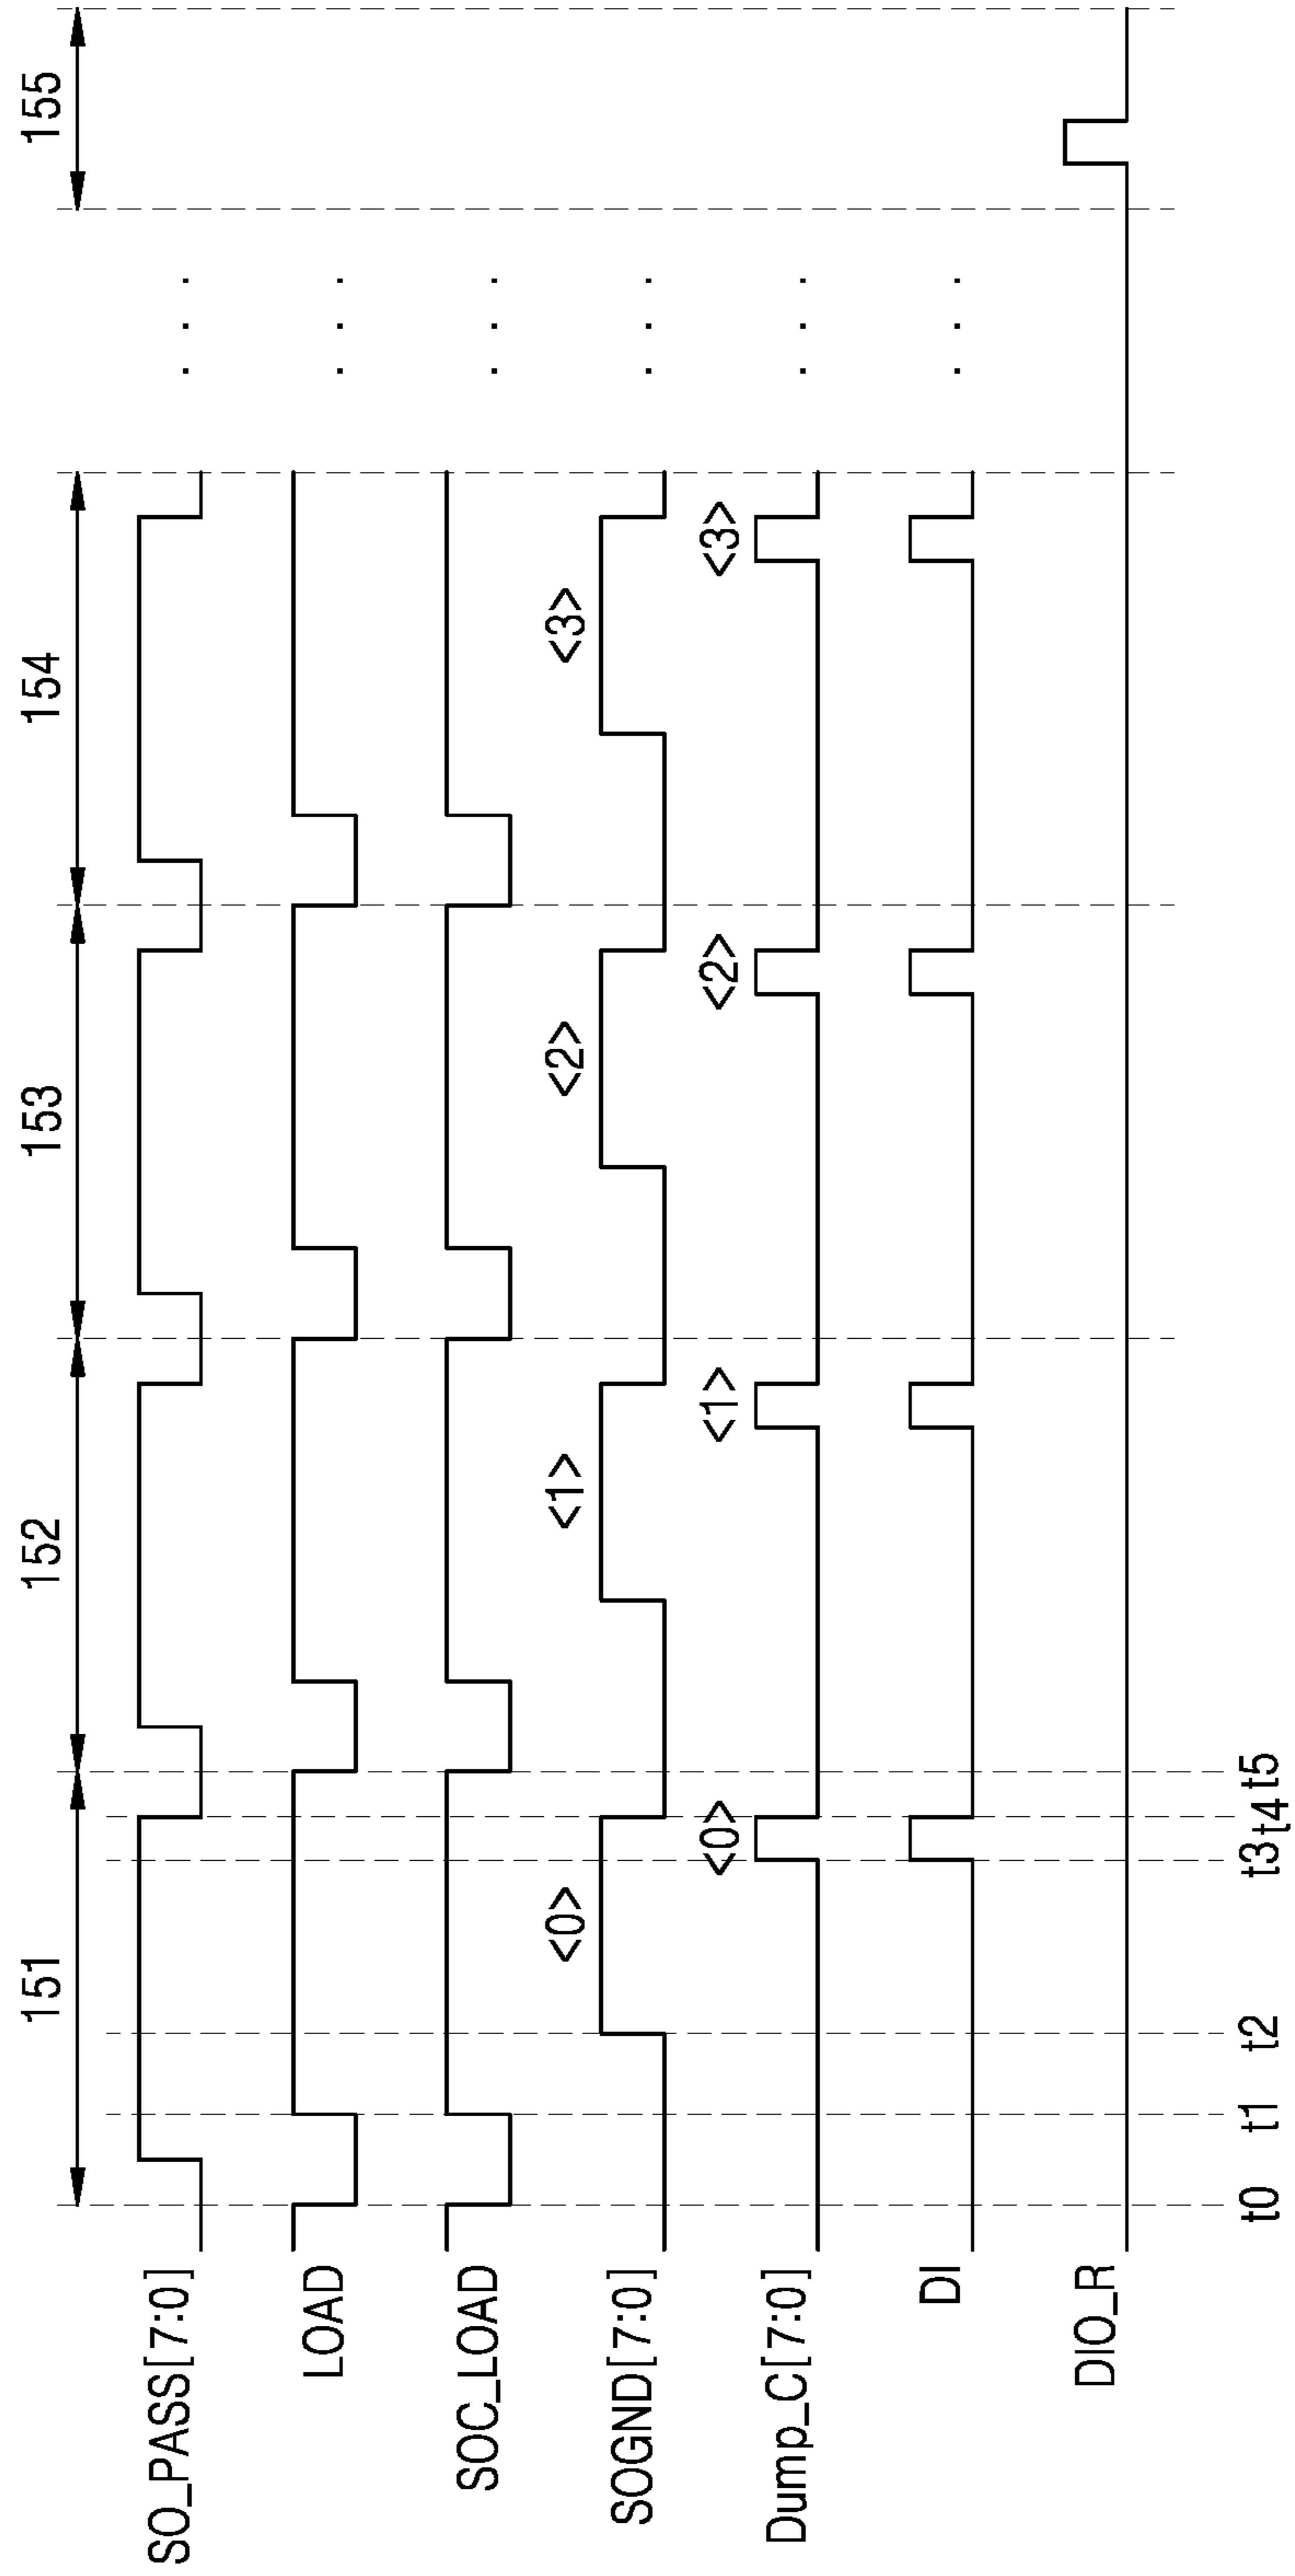 151 152 153 154 155
SO_PASS[7:0]
LOAD
SOC_LOAD
<0> <1> <2> <3>
SOGND[7:0]
<0> <1> <2> <3>
Dump_C[7:0]
DI
DIO_R
t0 t1 t2 t3 t4 t5